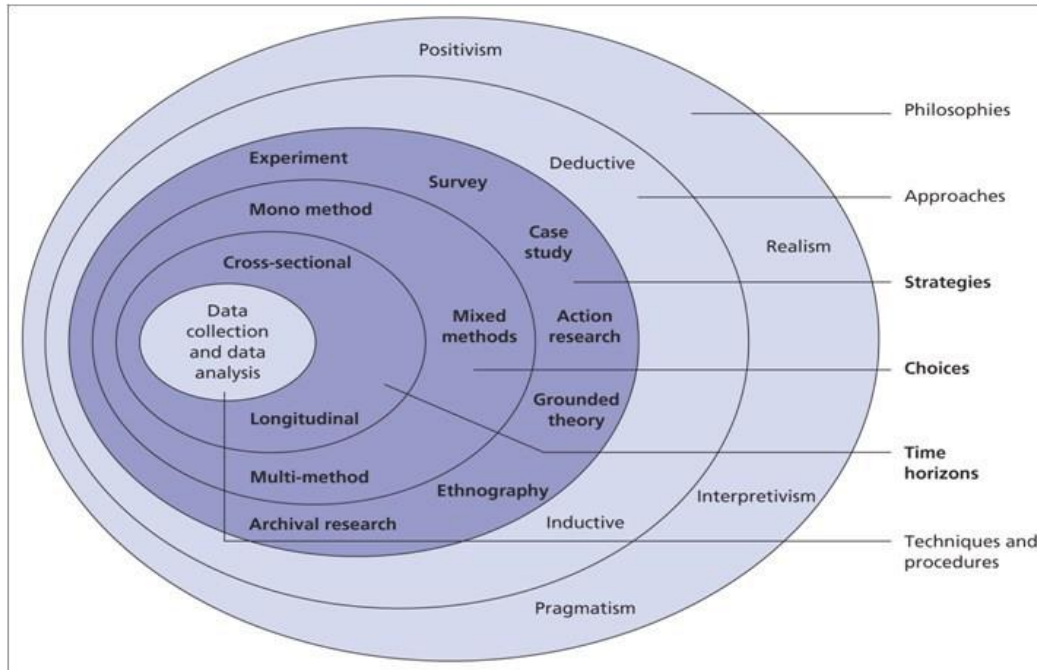 Positivism
Philosophies
Experiment
Deductive
Survey
Approaches
Mono method
Case
study
Realism
Cross-sectional
Strategies
Data
collection
and data
analysis
Mixed
methods
Action
research
Choices
Grounded
theory
Longitudinal
Time
horizons
Multi-method
Ethnography
Interpretivism
Archival research
Inductive
Techniques and
procedures
Pragmatism